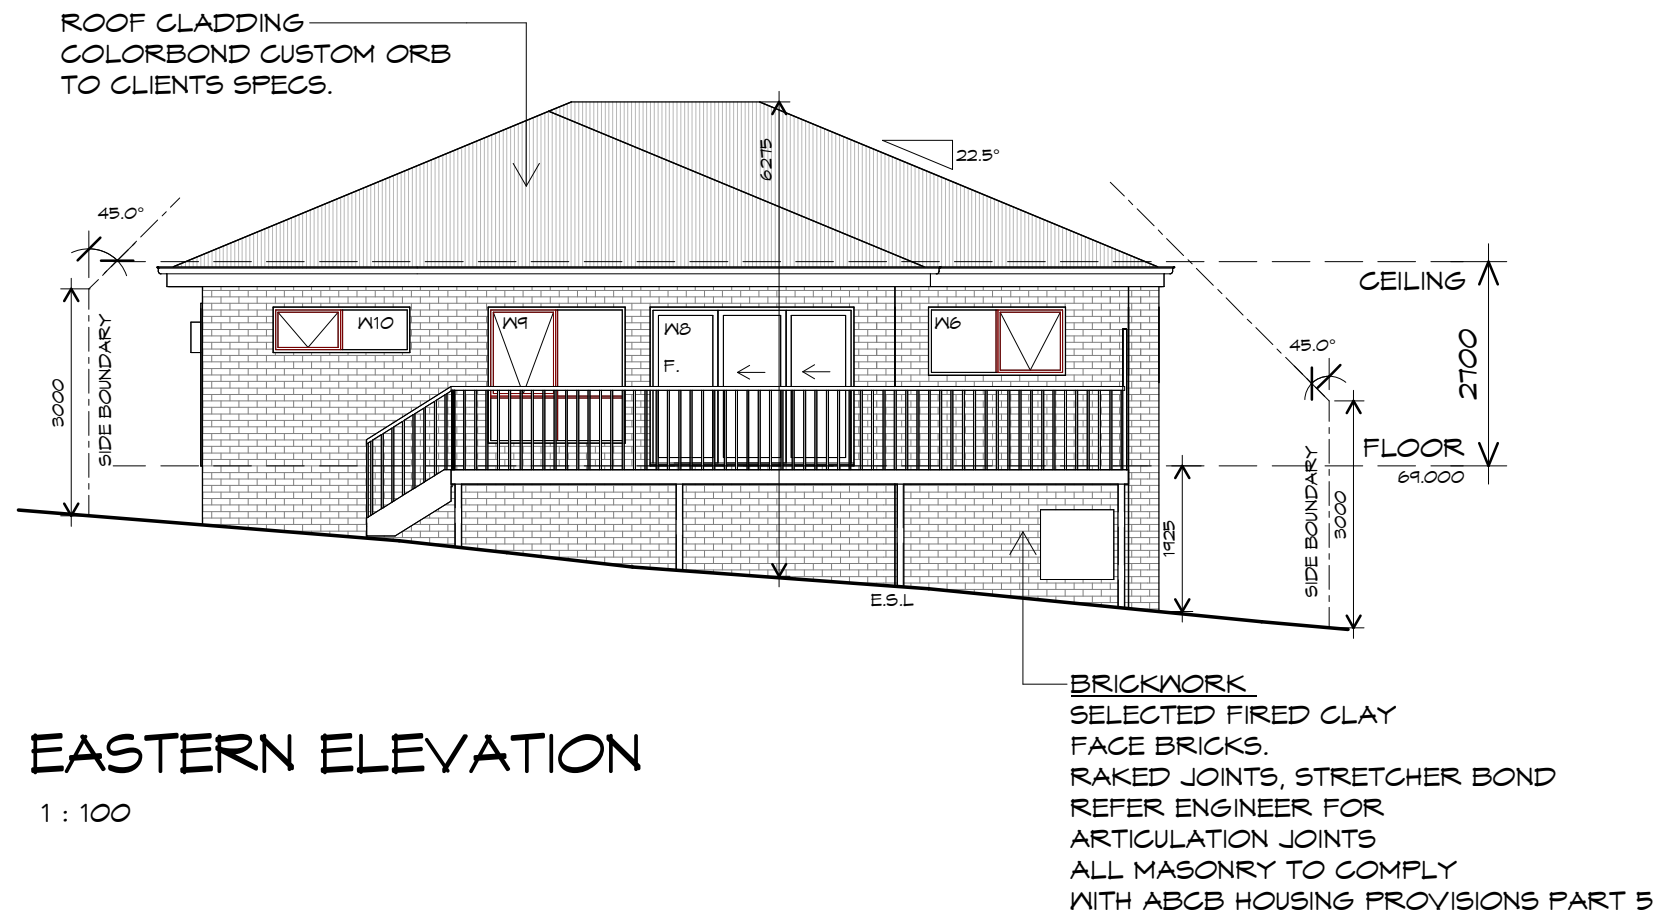 ROOF CLADDING
COLORBOND CUSTOM ORB
TO CLIENTS SPECS.
6275
22.5°
45.0°
3000
SIDE BOUNDARY
W10
W9
W8
F.
W6
CEILING
2700
45.0°
FLOOR
69.000
SIDE BOUNDARY
3000
1925
E.S.L
BRICKWORK
SELECTED FIRED CLAY
FACE BRICKS.
RAKED JOINTS, STRETCHER BOND
REFER ENGINEER FOR
ARTICULATION JOINTS
ALL MASONRY TO COMPLY
WITH ABCB HOUSING PROVISIONS PART 5
EASTERN ELEVATION
1 : 100